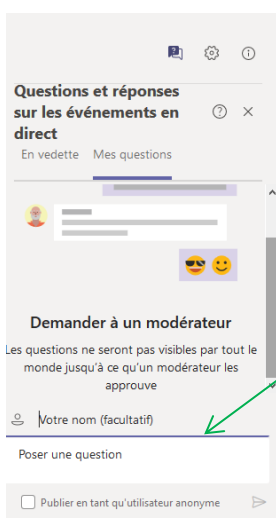 Questions et réponses
sur les événements en
direct
En vedette Mes questions
Demander à un modérateur
Les questions ne seront pas visibles par tout le
monde jusqu'à ce qu'un modérateur les
approuve
Votre nom (facultatif)
Poser une question
Publier en tant qu'utilisateur anonyme